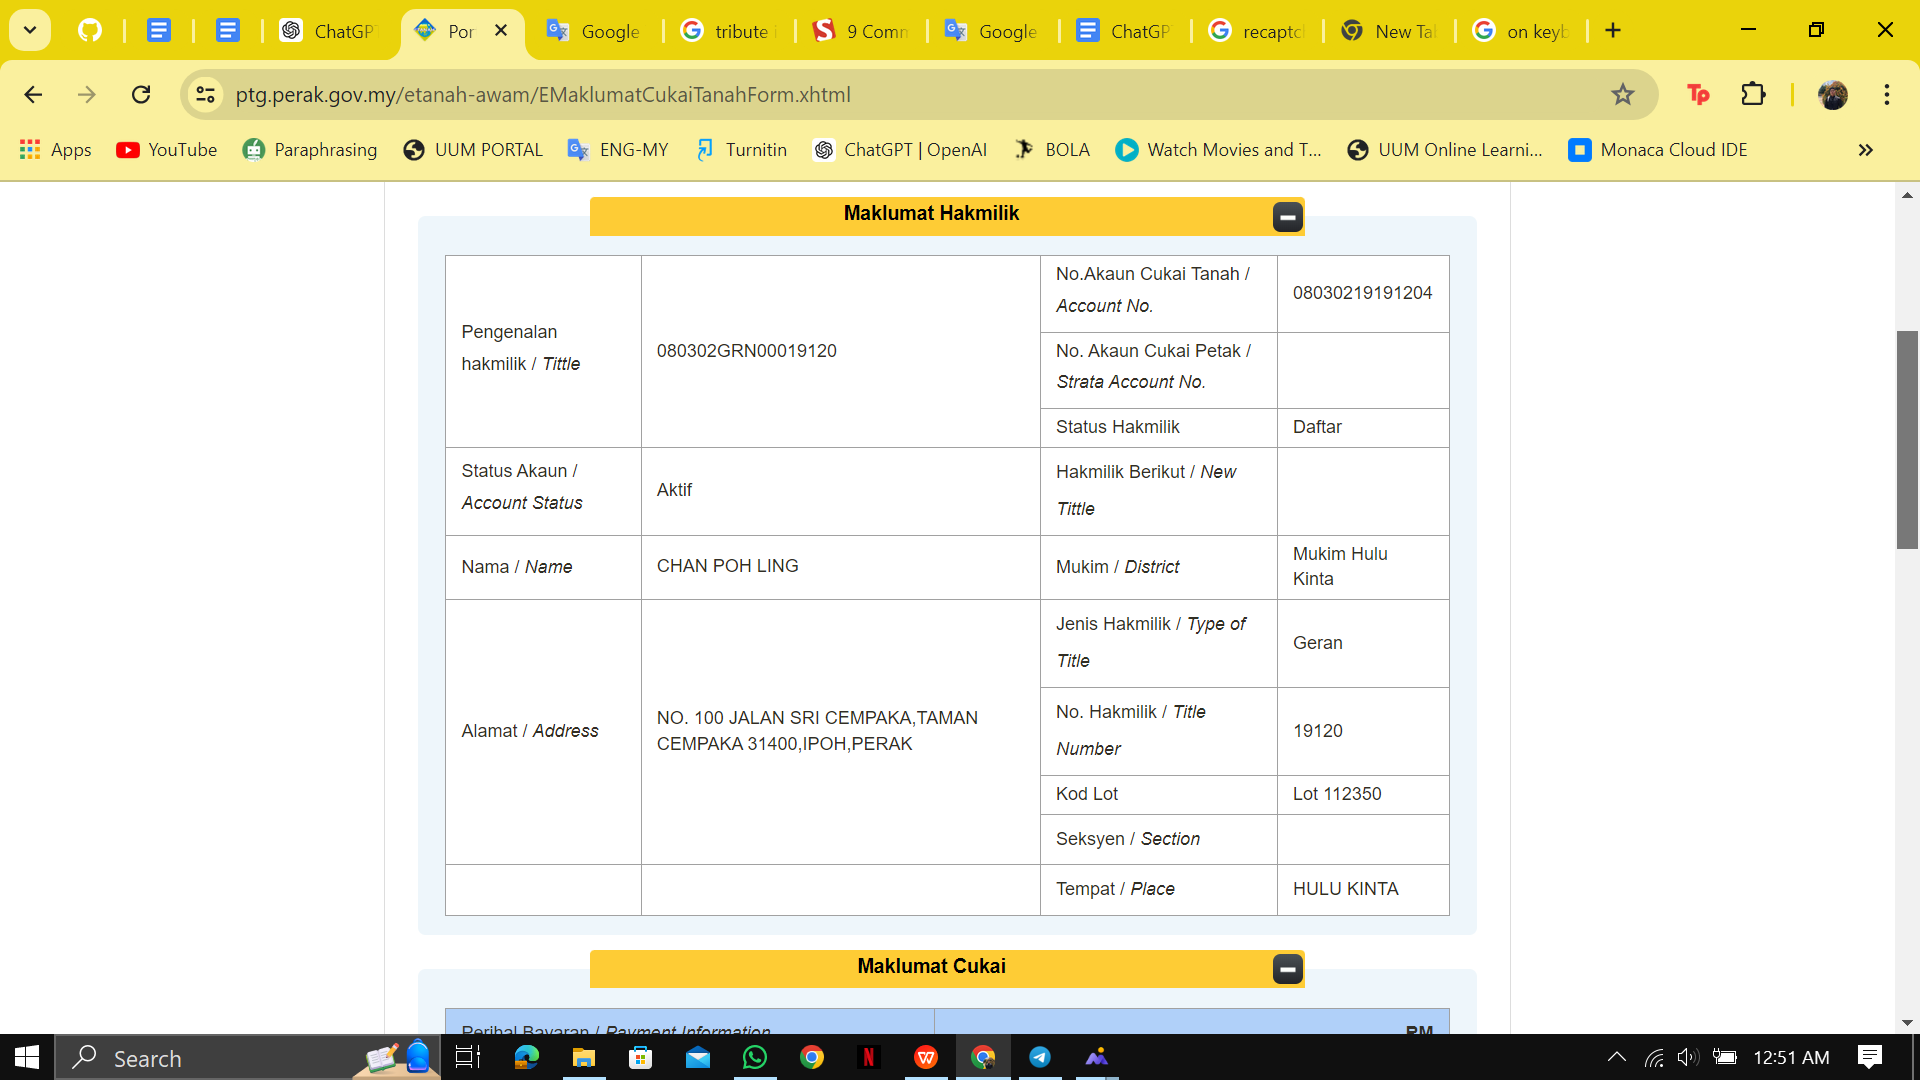 ChatGPT
Por
Google
tribute i
9 Comm
Google
ChatGP
recaptch
New Tab
on keyb
ptg.perak.gov.my/etanah-awam/EMaklumatCukaiTanahForm.xhtml
Tp
Apps
YouTube
Paraphrasing
UUM PORTAL
ENG-MY
Turnitin
ChatGPT | OpenAI
BOLA
Watch Movies and T...
UUM Online Learni...
Monaca Cloud IDE
Maklumat Hakmilik
Pengenalan
hakmilik / Tittle
080302GRN00019120
No.Akaun Cukai Tanah /
Account No.
08030219191204
No. Akaun Cukai Petak /
Strata Account No.
Status Hakmilik
Daftar
Status Akaun /
Account Status
Aktif
Hakmilik Berikut / New
Tittle
Nama / Name
CHAN POH LING
Mukim / District
Mukim Hulu
Kinta
Alamat / Address
NO. 100 JALAN SRI CEMPAKA,TAMAN
CEMPAKA 31400,IPOH,PERAK
Jenis Hakmilik / Type of
Title
Geran
No. Hakmilik / Title
Number
19120
Kod Lot
Lot 112350
Seksyen / Section
Tempat / Place
HULU KINTA
Maklumat Cukai
Perihal Bayaran / Payment Information
RM
Search
12:51 AM